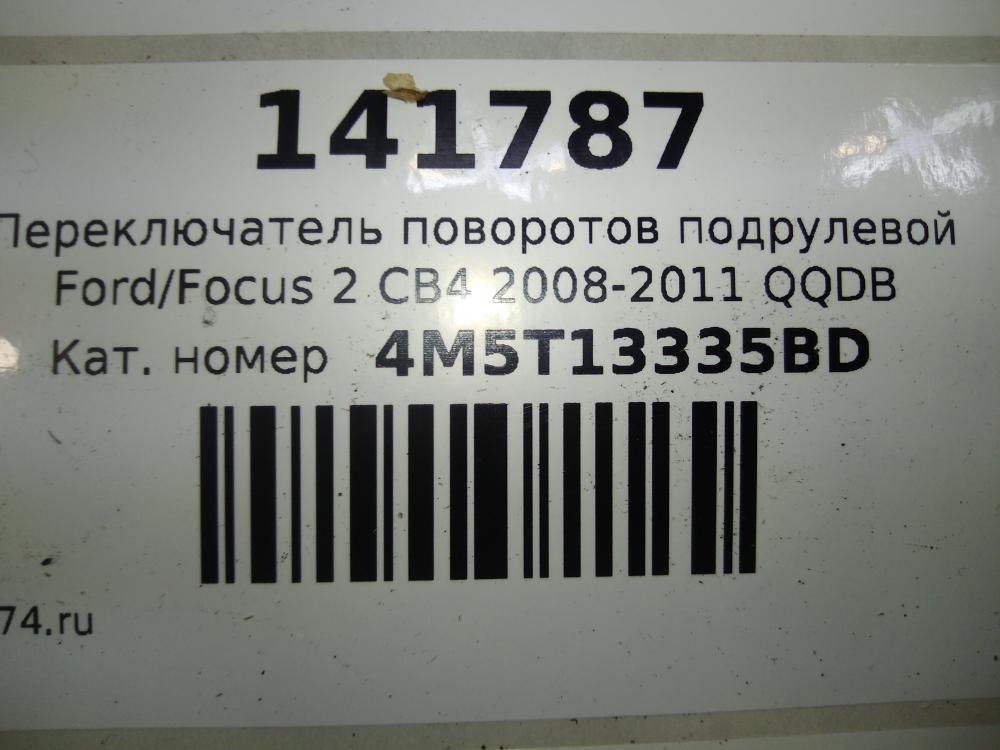 141787
Переключатель поворотов подрулевой
Ford/Focus 2 CB4 2008-2011 QQDB
Кат. номер 4M5T13335BD
74.ru